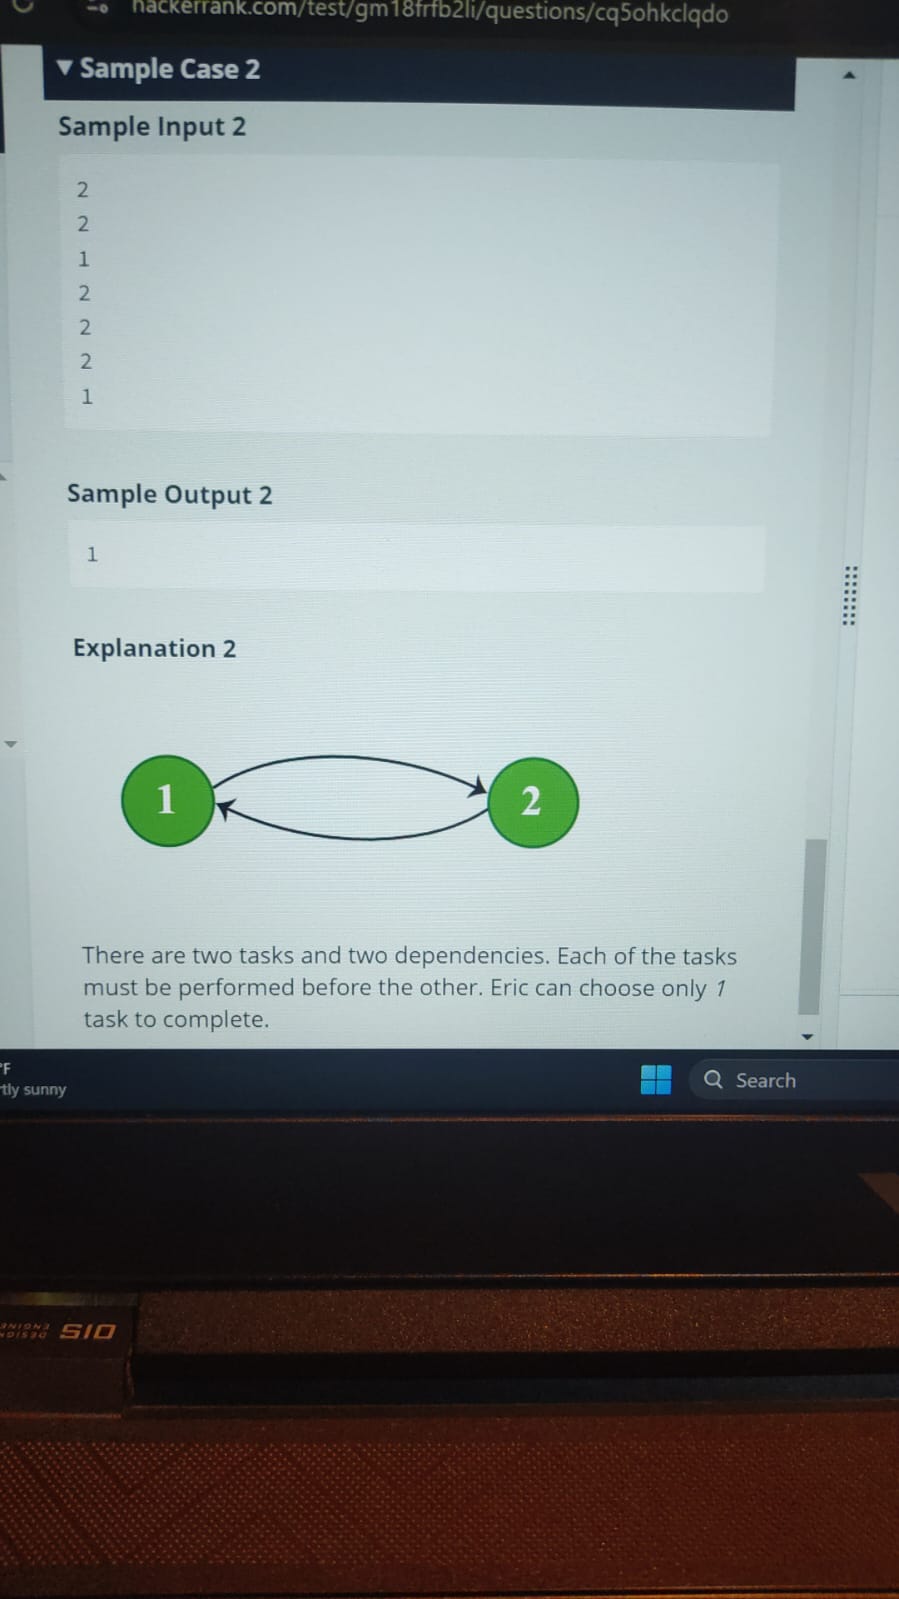 hackerrank.com/test/gm18frfb2li/questions/cq5ohkclqdo
▼ Sample Case 2
Sample Input 2
2
2
1
2
2
2
1
Sample Output 2
1
Explanation 2
1 2
There are two tasks and two dependencies. Each of the tasks
must be performed before the other. Eric can choose only 1
task to complete.
°F
tly sunny
Search
ENGINE
DESIGN
SIO